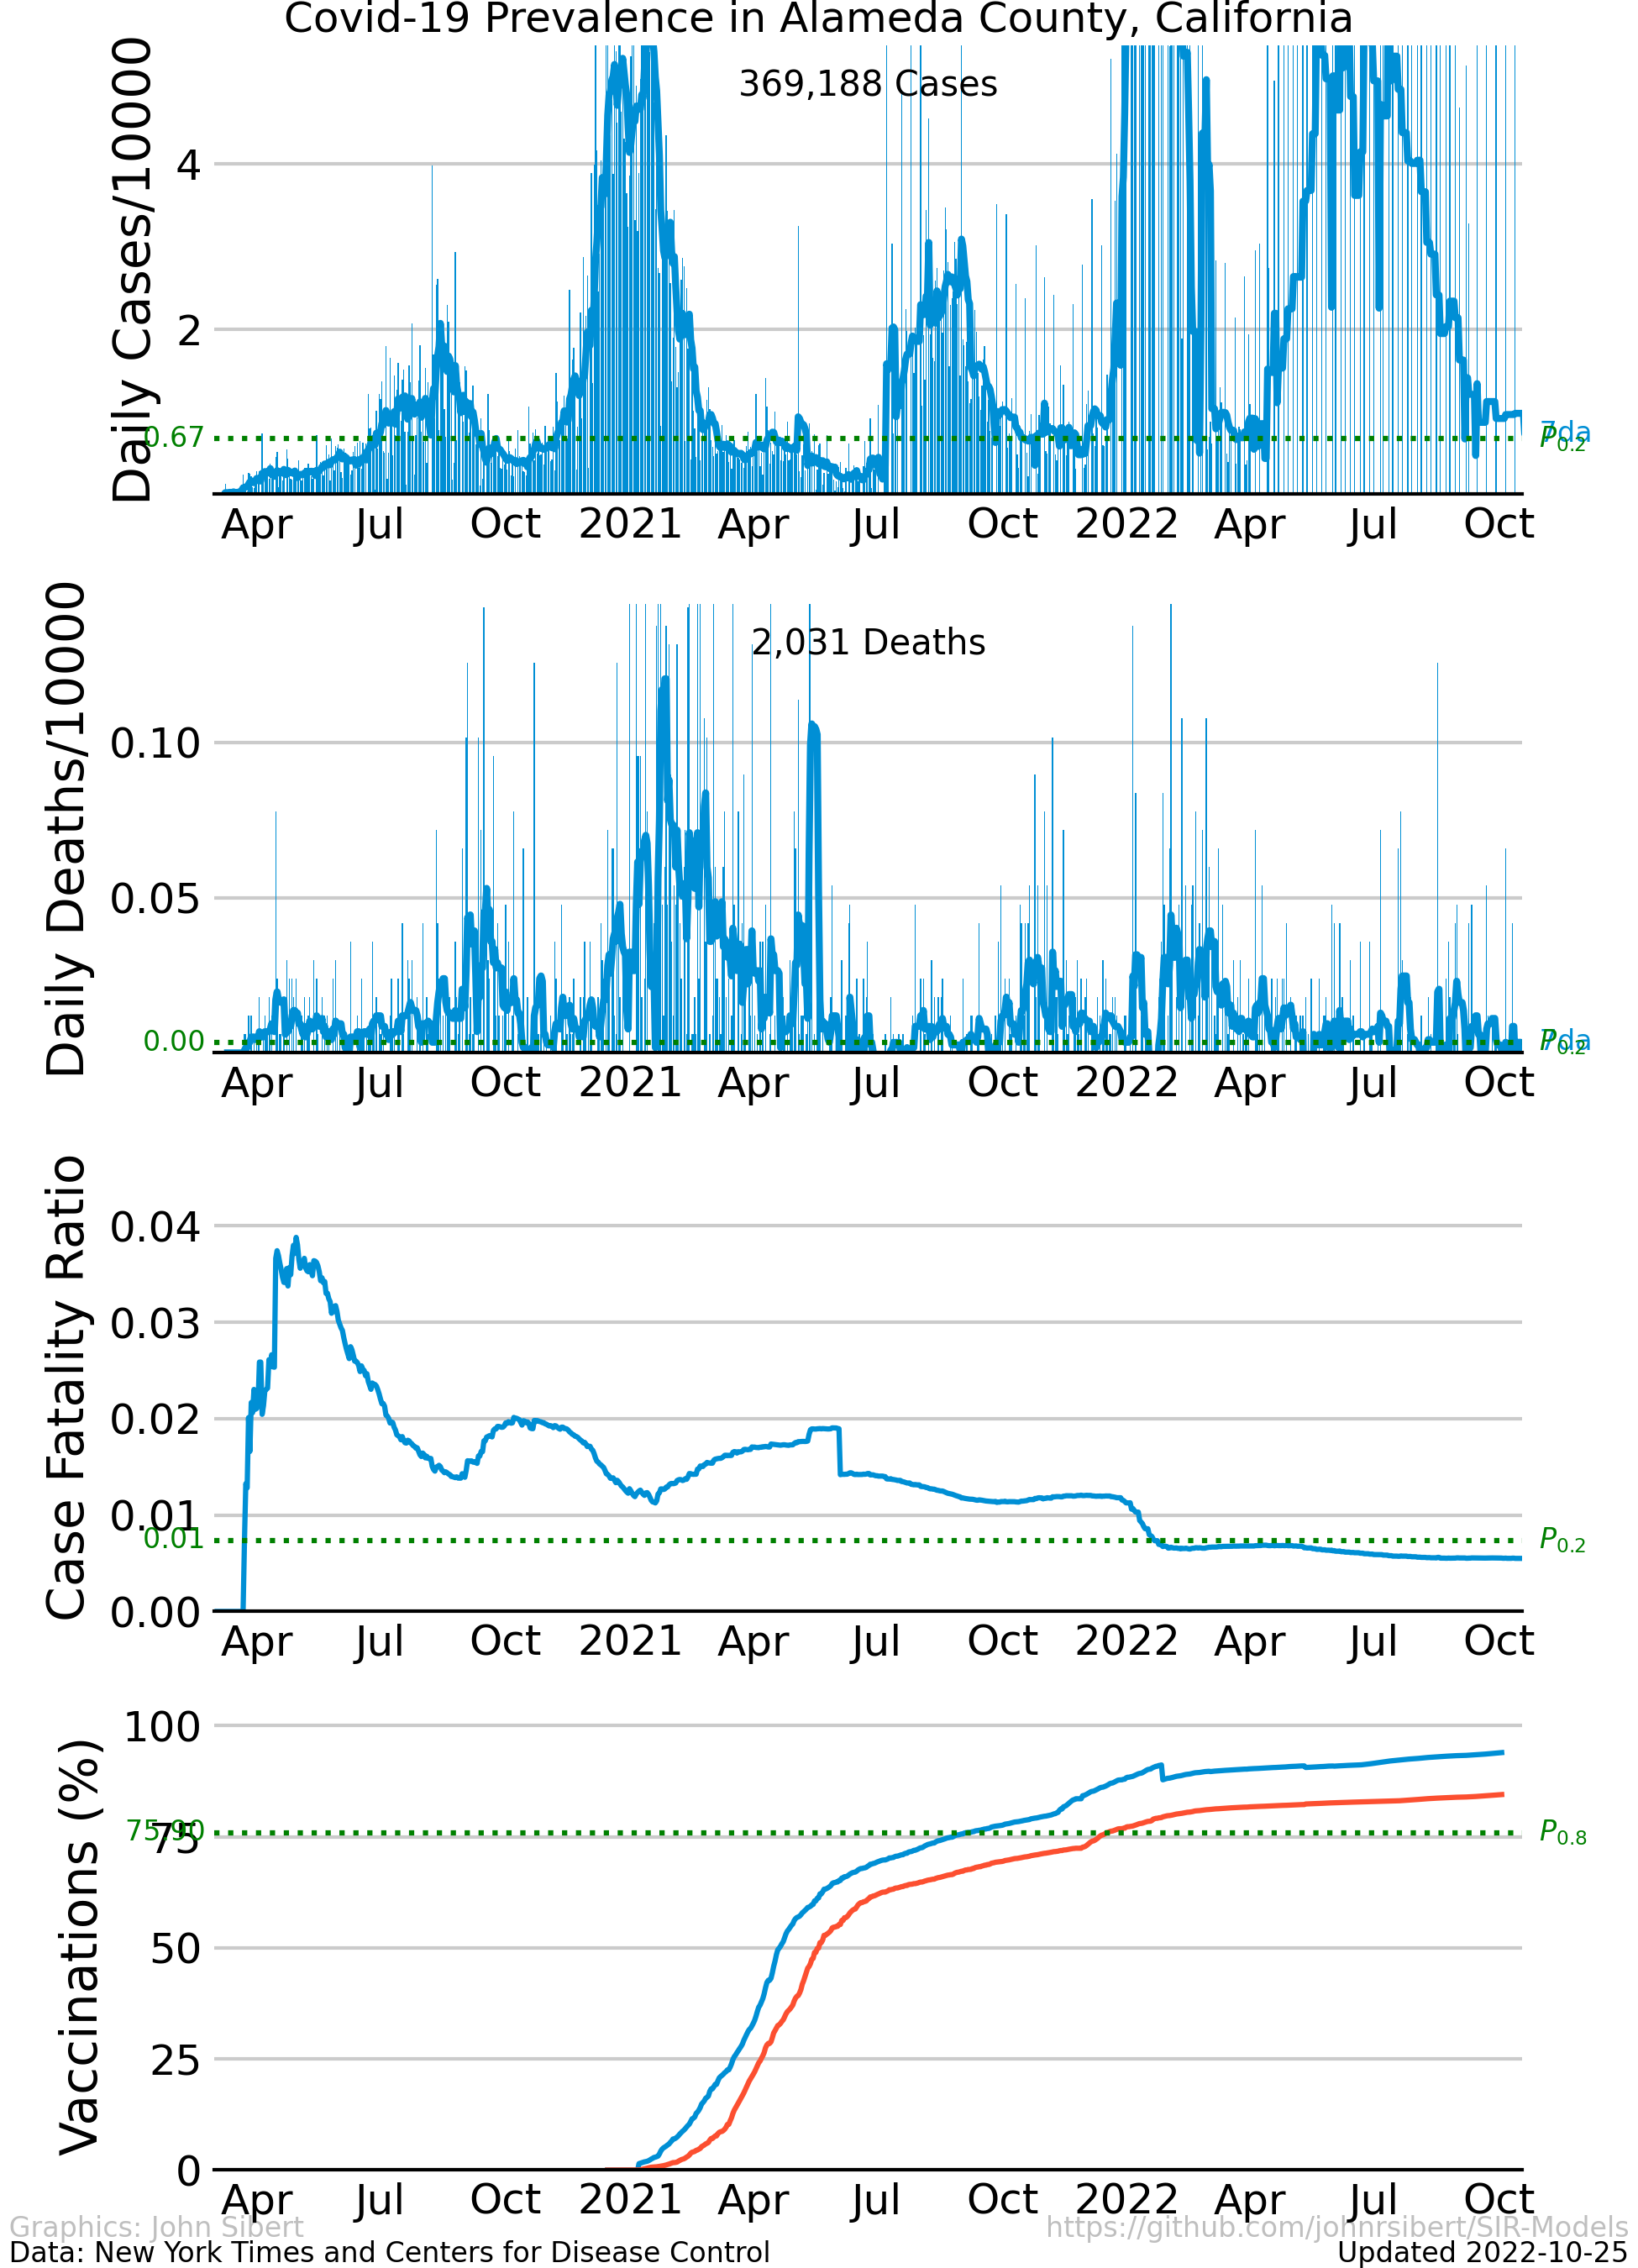 Covid-19 Prevalence in Alameda County, California
Daily Cases/10000
369,188 Cases
4
2
0.67
7da
P0.2
Apr Jul Oct 2021 Apr Jul Oct 2022 Apr Jul Oct
Daily Deaths/10000
2,031 Deaths
0.10
0.05
0.00
7da
P0.2
Apr Jul Oct 2021 Apr Jul Oct 2022 Apr Jul Oct
Case Fatality Ratio
0.04
0.03
0.02
0.01
0.01
P0.2
0.00
Apr Jul Oct 2021 Apr Jul Oct 2022 Apr Jul Oct
Vaccinations (%)
100
75.90
75
P0.8
50
25
0
Apr Jul Oct 2021 Apr Jul Oct 2022 Apr Jul Oct
Graphics: John Sibert https://github.com/johnrsibert/SIR-Models
Data: New York Times and Centers for Disease Control Updated 2022-10-25